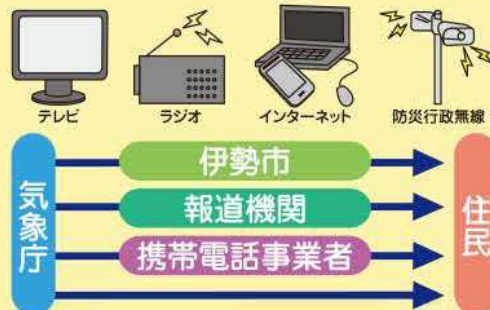 テレビ
ラジオ
インターネット
防災行政無線
気象庁
伊勢市
報道機関
携帯電話事業者
住民